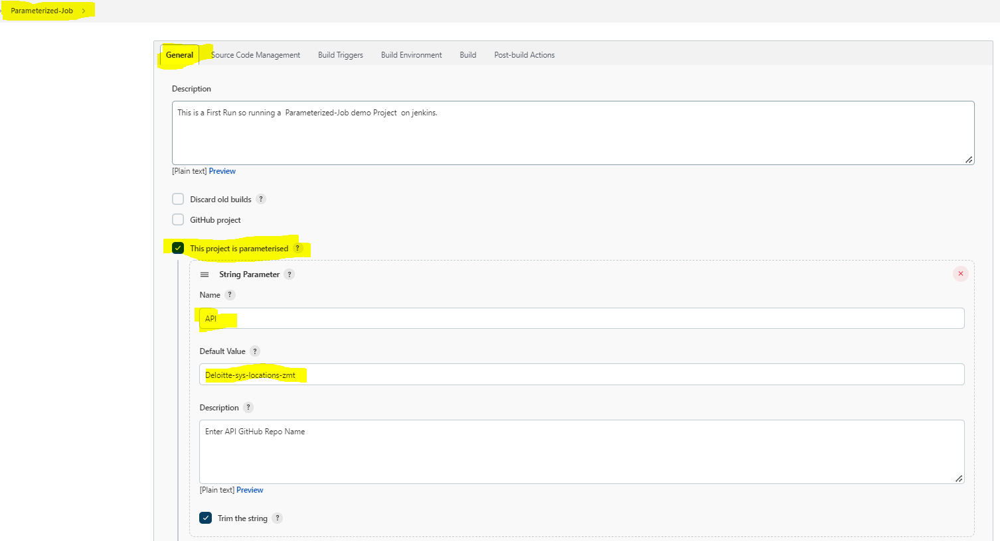 Parameterized-Job >
General Source Code Management Build Triggers Build Environment Build Post-build Actions
Description
This is a First Run so running a Parameterized-Job demo Project on jenkins.
[Plain text] Preview
Discard old builds ?
GitHub project
This project is parameterised ?
String Parameter ?
Name ?
API
Default Value ?
Deloitte-sys-locations-zmt
Description ?
Enter API GitHub Repo Name
[Plain text] Preview
Trim the string ?